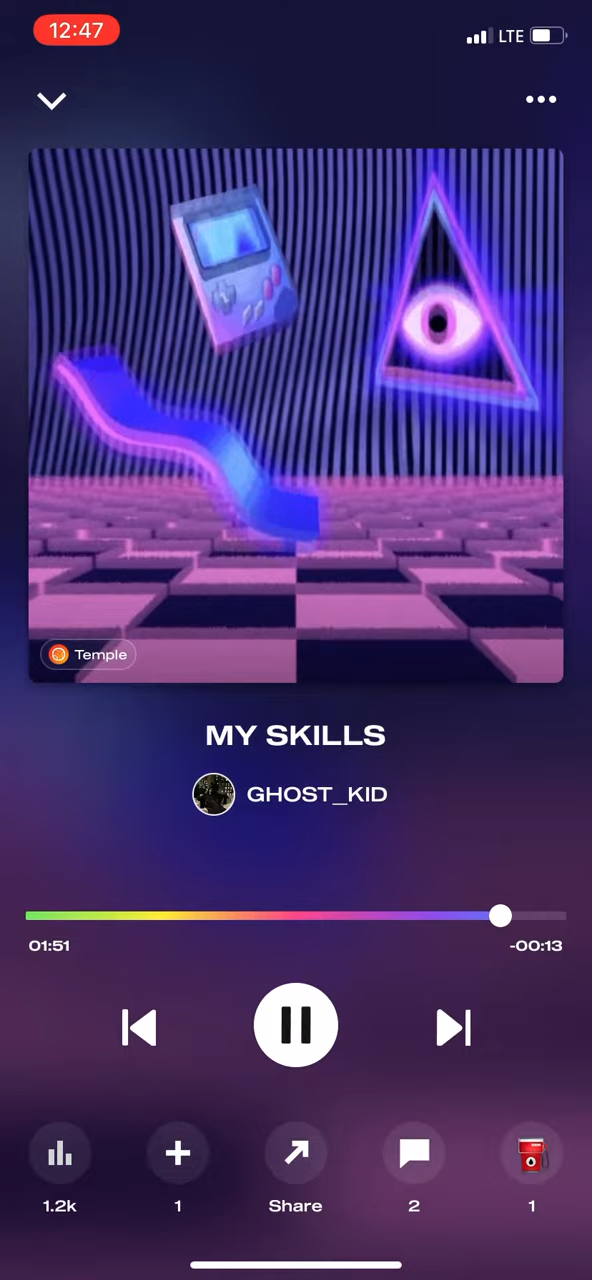 12:47
LTE
Temple
MY SKILLS
GHOST_KID
01:51
-00:13
1.2k
1
Share
2
1